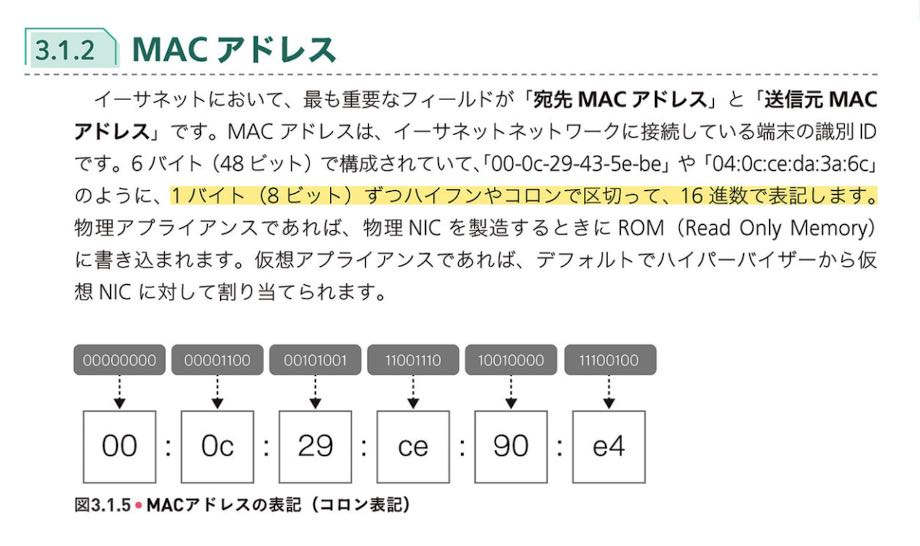 3.1.2 MAC アドレス
イーサネットにおいて、最も重要なフィールドが「宛先 MAC アドレス」と「送信元 MAC
アドレス」です。MAC アドレスは、イーサネットネットワークに接続している端末の識別 ID
です。6 バイト（48 ビット）で構成されていて、「00-0c-29-43-5e-be」や「04:0c:ce:da:3a:6c」
のように、1 バイト（8 ビット）ずつハイフンやコロンで区切って、16 進数で表記します。
物理アプライアンスであれば、物理 NIC を製造するときに ROM（Read Only Memory）
に書き込まれます。仮想アプライアンスであれば、デフォルトでハイパーバイザーから仮
想 NIC に対して割り当てられます。
00000000 00001100 00101001 11001110 10010000 11100100
00 : 0c : 29 : ce : 90 : e4
図3.1.5 ● MACアドレスの表記（コロン表記）